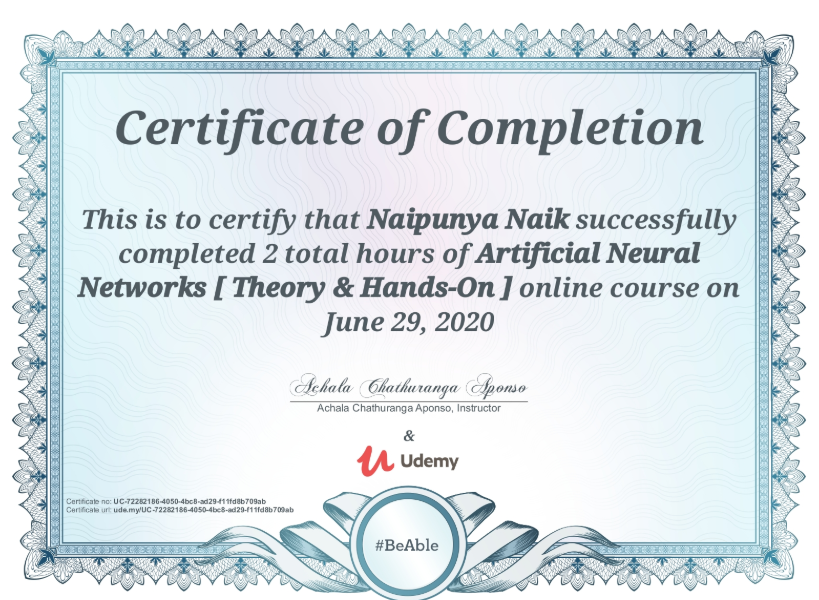 Certificate of Completion
This is to certify that Naipunya Naik successfully
completed 2 total hours of Artificial Neural
Networks [ Theory & Hands-On ] online course on
June 29, 2020
Achala Chathuranga Aponso
Achala Chathuranga Aponso, Instructor
&
Udemy
Certificate no: UC-72282186-4050-4bc8-ad29-f11fd8b709ab
Certificate url: ude.my/UC-72282186-4050-4bc8-ad29-f11fd8b709ab
#BeAble